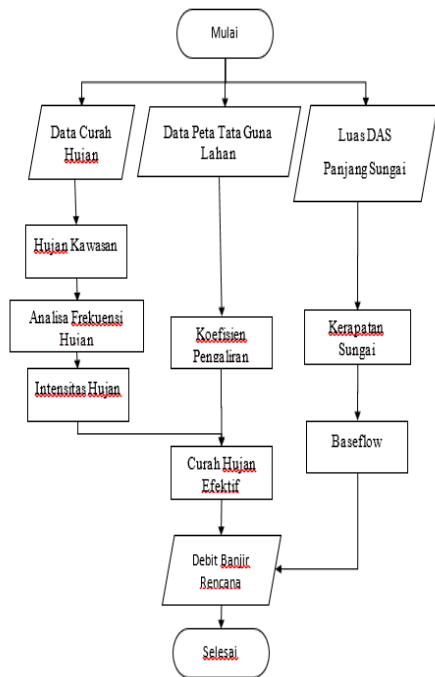 Mulai
Data Curah
Hujan
Data Peta Tata Guna
Lahan
Luas DAS
Panjang Sungai
Hujan Kawasan
Analisa Frekuensi
Hujan
Intensitas Hujan
Koefisien
Pengaliran
Kerapatan
Sungai
Curah Hujan
Efektif
Baseflow
Debit Banjir
Rencana
Selesai